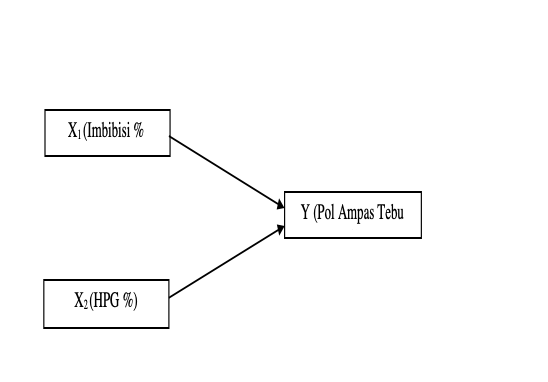 X₁(Imbibisi %
Y (Pol Ampas Tebu
X₂(HPG %)